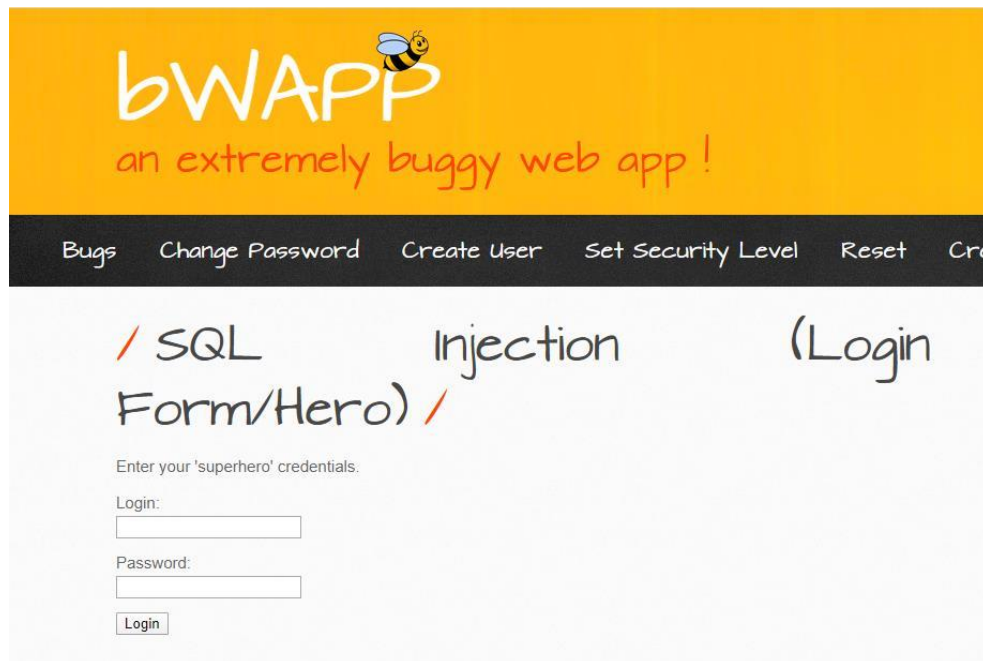 bWAPP
an extremely buggy web app !
Bugs Change Password Create User Set Security Level Reset
/ SQL Injection (Login
Form/Hero) /
Enter your 'superhero' credentials.
Login:
Password:
Login